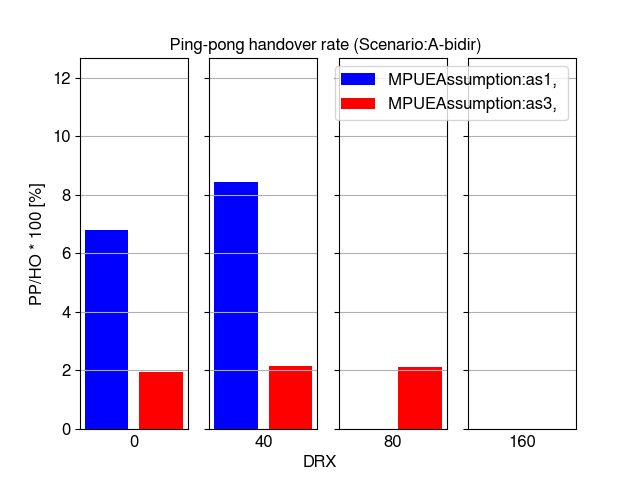 Ping-pong handover rate (Scenario:A-bidir)
MPUEAssumption:as1,
MPUEAssumption:as3,
PP/HO * 100 [%]
12
10
8
6
4
2
0
0 40 80 160
DRX